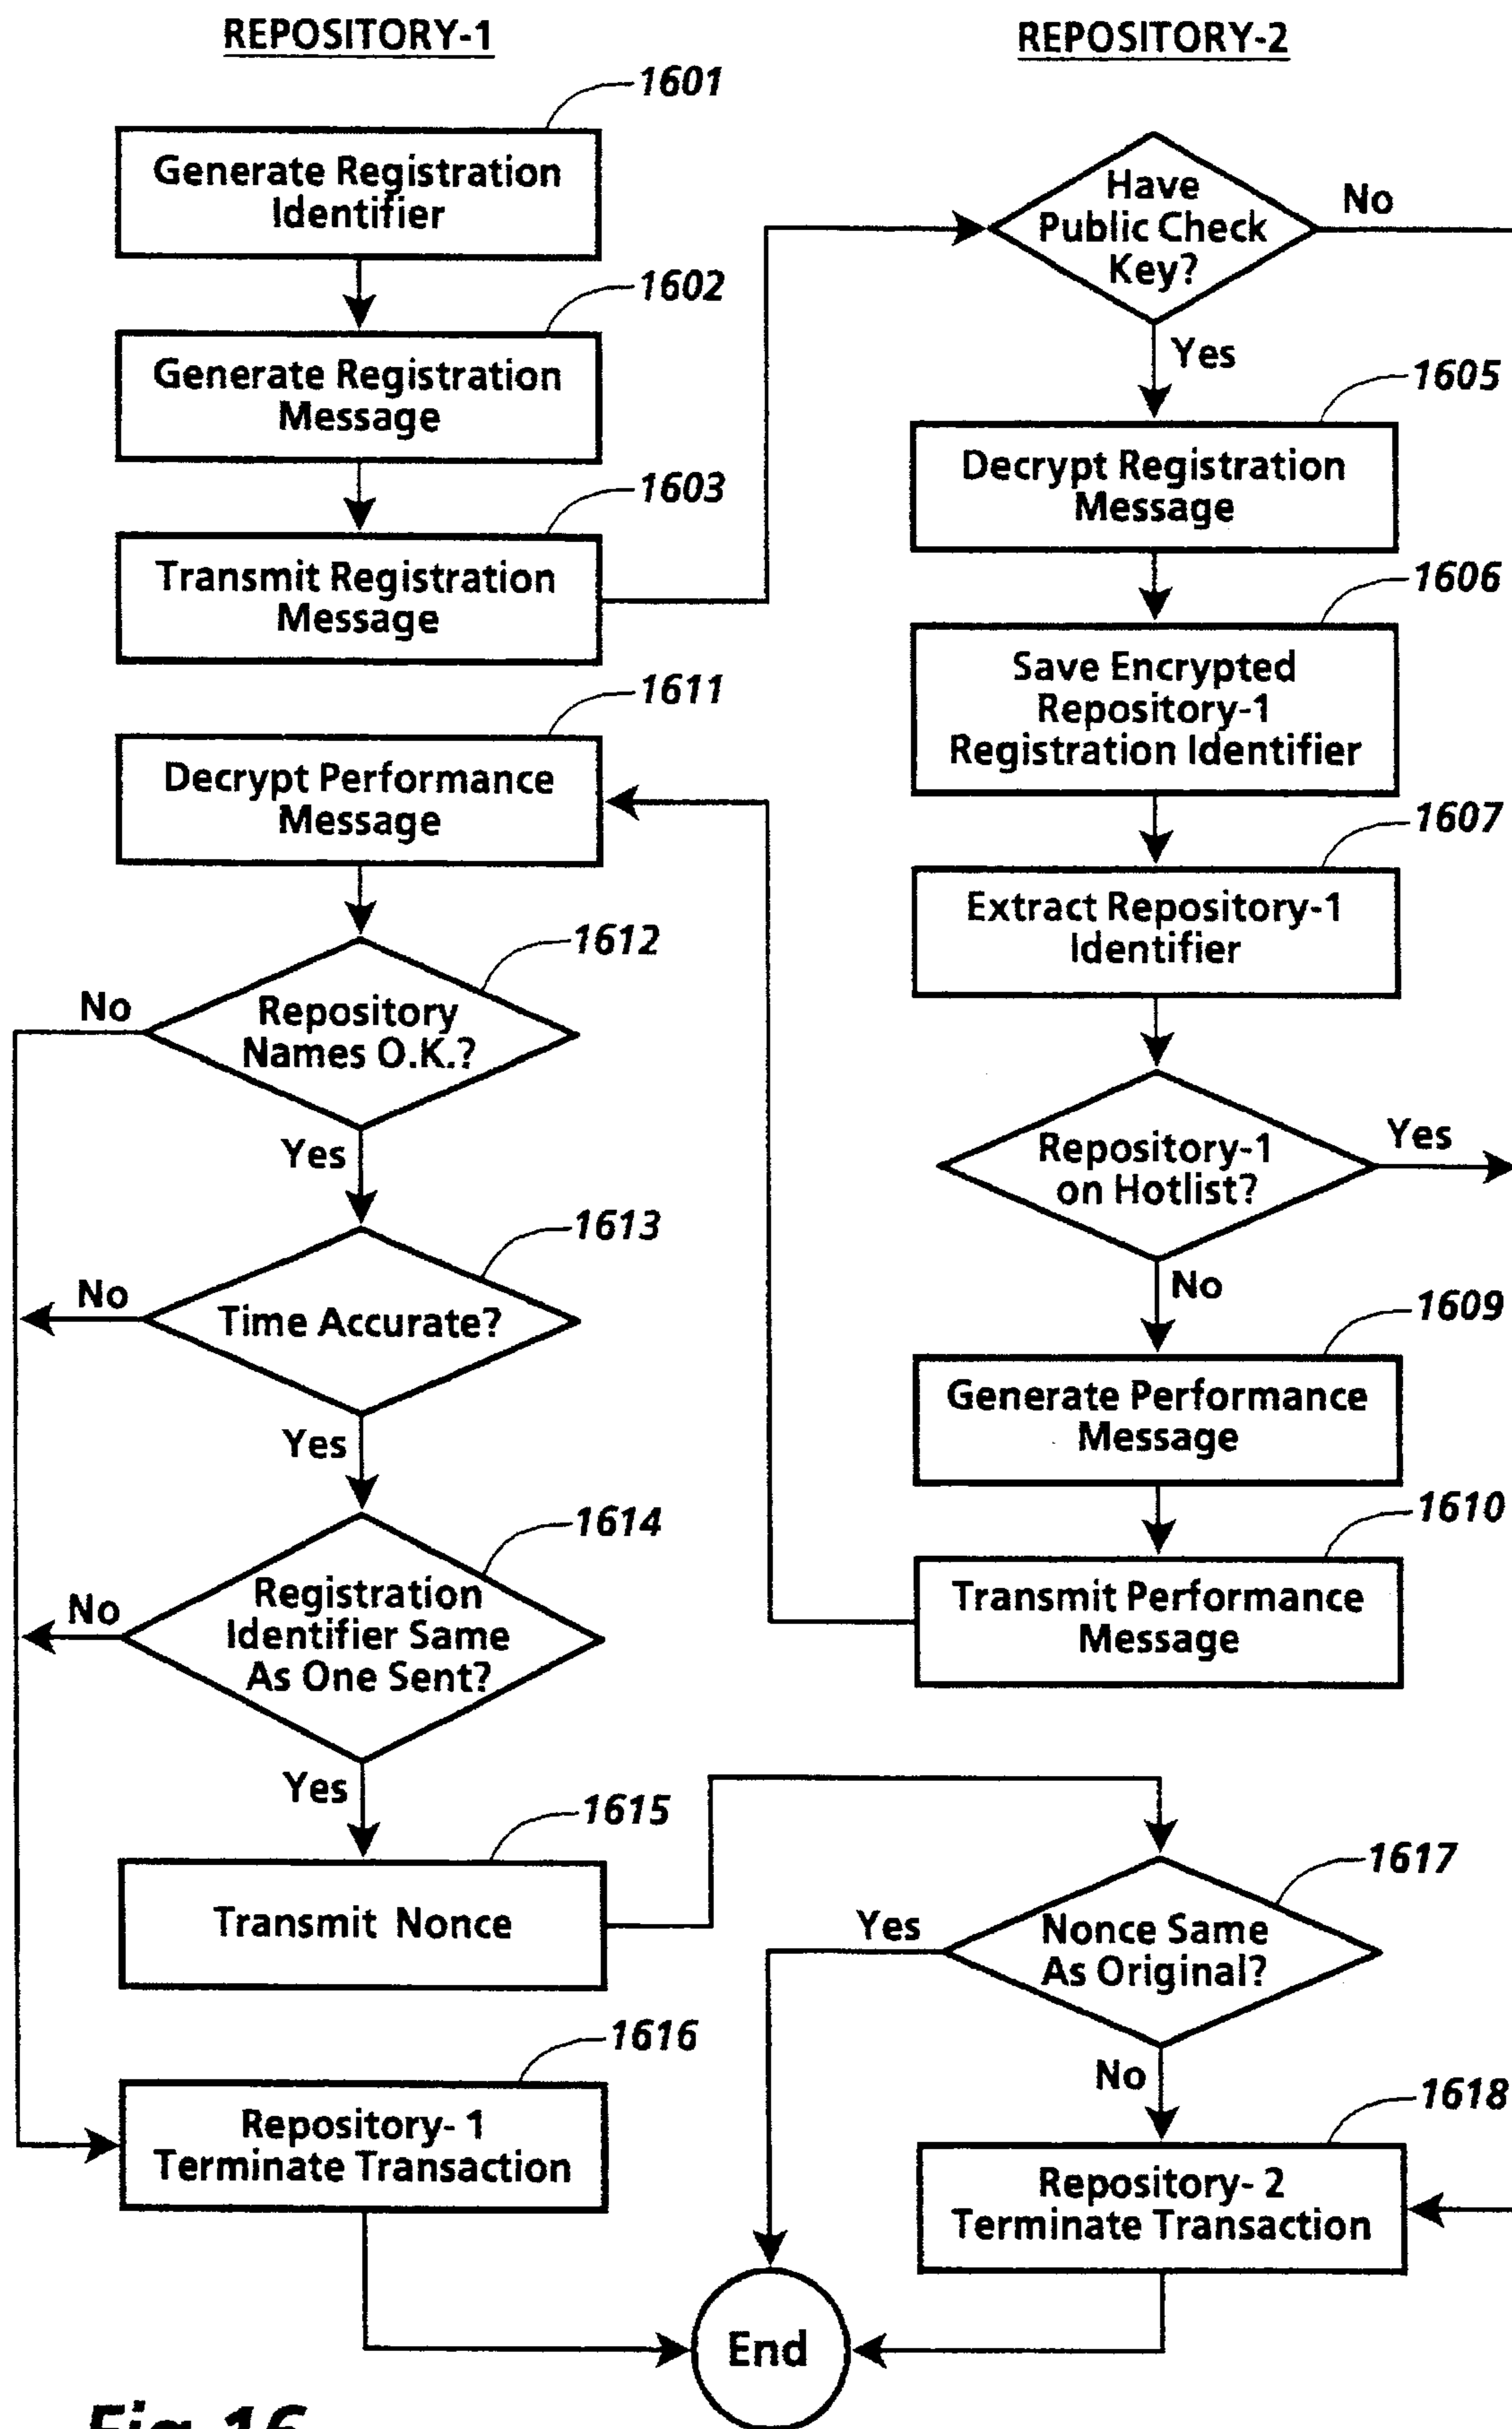 REPOSITORY-1
1601
Generate Registration
Identifier
1602
Generate Registration
Message
1603
Transmit Registration
Message
1611
Decrypt Performance
Message
1612
Repository
Names O.K.?
No
Yes
1613
Time Accurate?
No
Yes
1614
Registration
Identifier Same
As One Sent?
No
Yes
1615
Transmit Nonce
1616
Repository- 1
Terminate Transaction
REPOSITORY-2
Have
Public Check
Key?
No
Yes
1605
Decrypt Registration
Message
1606
Save Encrypted
Repository-1
Registration Identifier
1607
Extract Repository-1
Identifier
Repository-1
on Hotlist?
Yes
No
1609
Generate Performance
Message
1610
Transmit Performance
Message
1617
Nonce Same
As Original?
Yes
No
1618
Repository- 2
Terminate Transaction
End
Fig.16